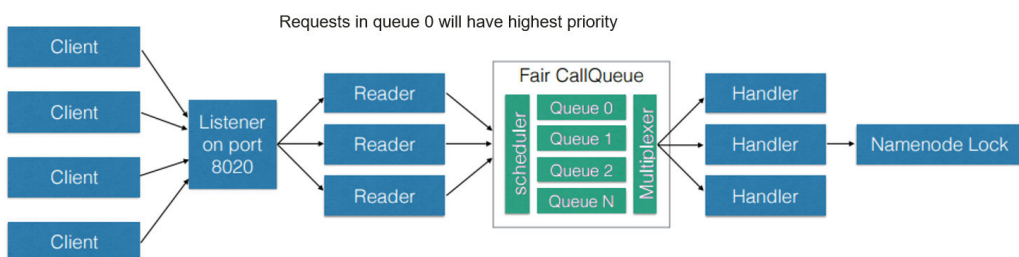 Requests in queue 0 will have highest priority
Client
Client
Client
Client
Listener
on port
8020
Reader
Reader
Reader
Fair CallQueue
scheduler
Queue 0
Queue 1
Queue 2
Queue N
Multiplexer
Handler
Handler
Handler
Namenode Lock